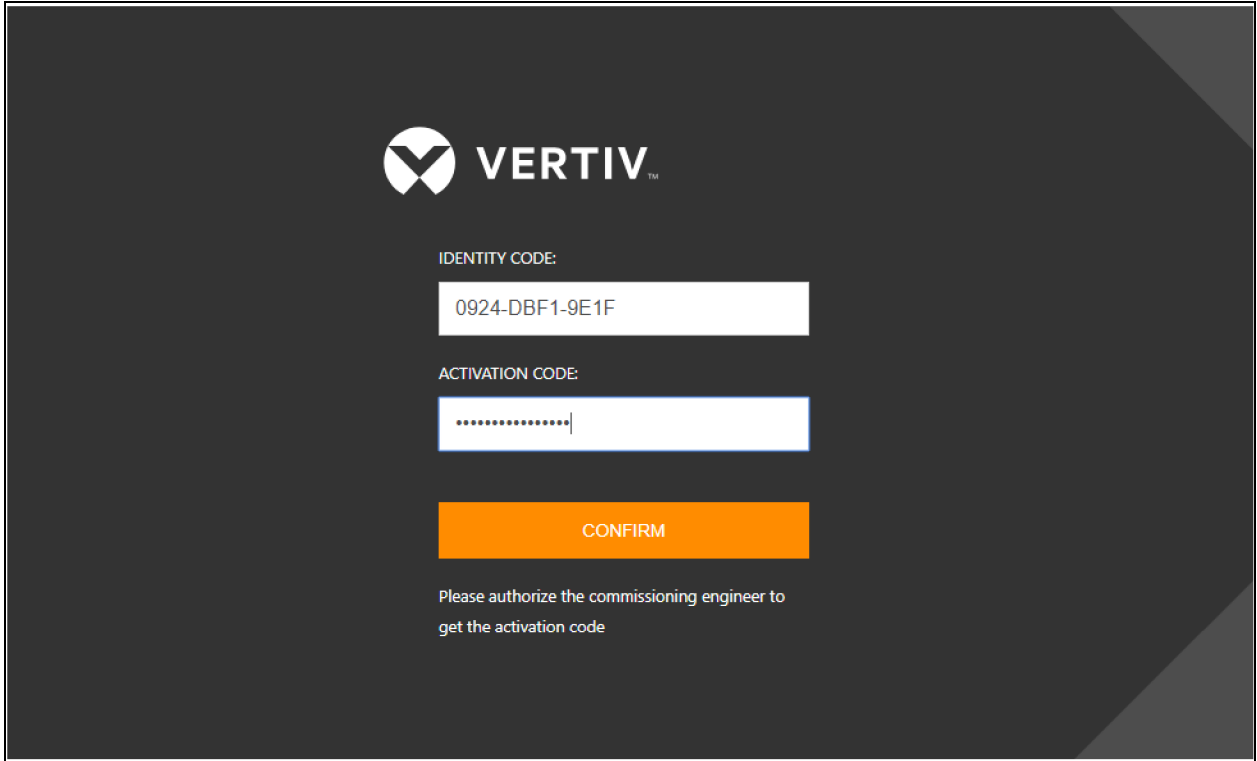 VERTIV™
IDENTITY CODE:
0924-DBF1-9E1F
ACTIVATION CODE:
••••••••••••••••
CONFIRM
Please authorize the commissioning engineer to
get the activation code